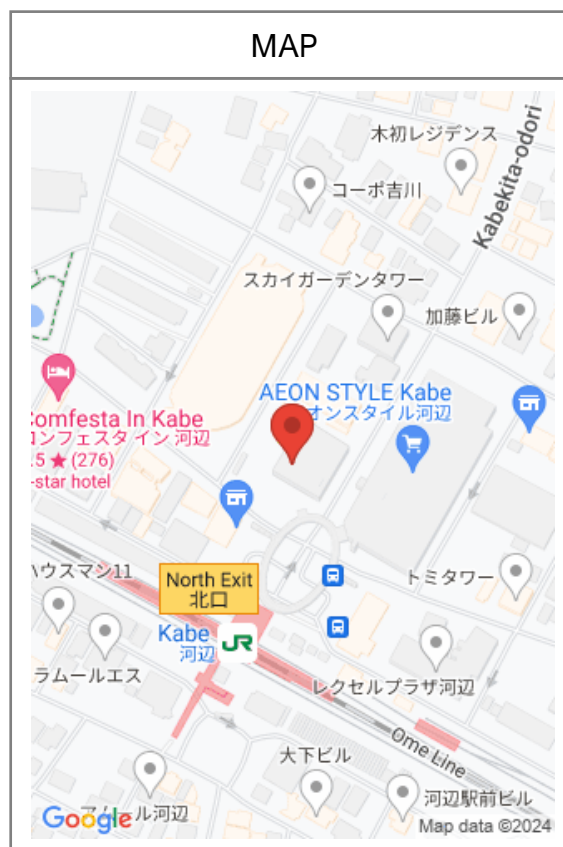 MAP
Kabekita-odori
木初レジデンス
コーポ吉川
スカイガーデンタワー
加藤ビル
AEON STYLE Kabe
オンスタイル河辺
Comfesta In Kabe
コンフェスタ イン 河辺
.5 ★ (276)
-star hotel
ハウスマン11
North Exit
北口
トミタワー
Kabe
河辺
JR
ラムールエス
レクセルプラザ河辺
Ome Line
大下ビル
河辺駅前ビル
Google
ール河辺
Map data ©2024